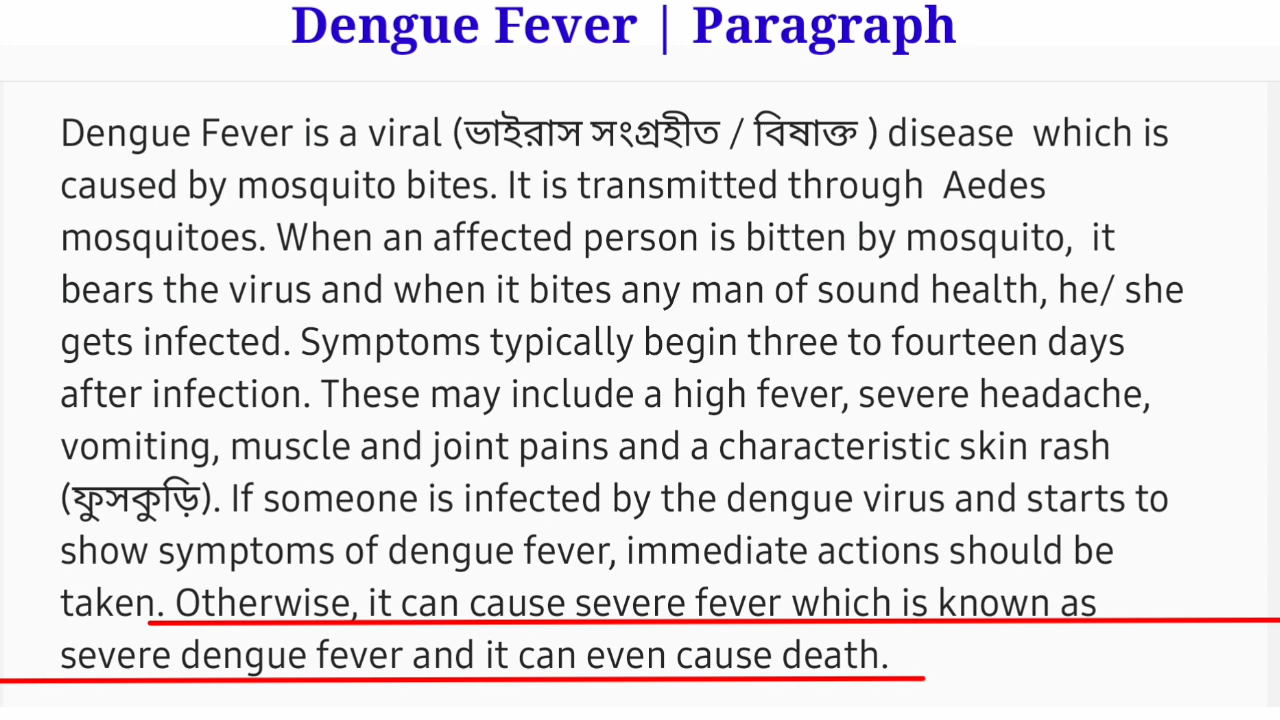 Dengue Fever | Paragraph
Dengue Fever is a viral (ভাইরাস সংগ্রহীত / বিষাক্ত ) disease which is
caused by mosquito bites. It is transmitted through Aedes
mosquitoes. When an affected person is bitten by mosquito, it
bears the virus and when it bites any man of sound health, he/ she
gets infected. Symptoms typically begin three to fourteen days
after infection. These may include a high fever, severe headache,
vomiting, muscle and joint pains and a characteristic skin rash
(ফুসকুড়ি). If someone is infected by the dengue virus and starts to
show symptoms of dengue fever, immediate actions should be
taken. Otherwise, it can cause severe fever which is known as
severe dengue fever and it can even cause death.